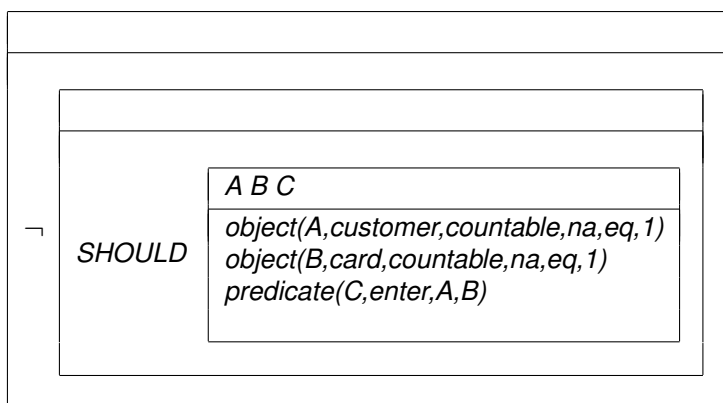 A B C
object(A,customer,countable,na,eq,1)
¬ SHOULD object(B,card,countable,na,eq,1)
predicate(C,enter,A,B)